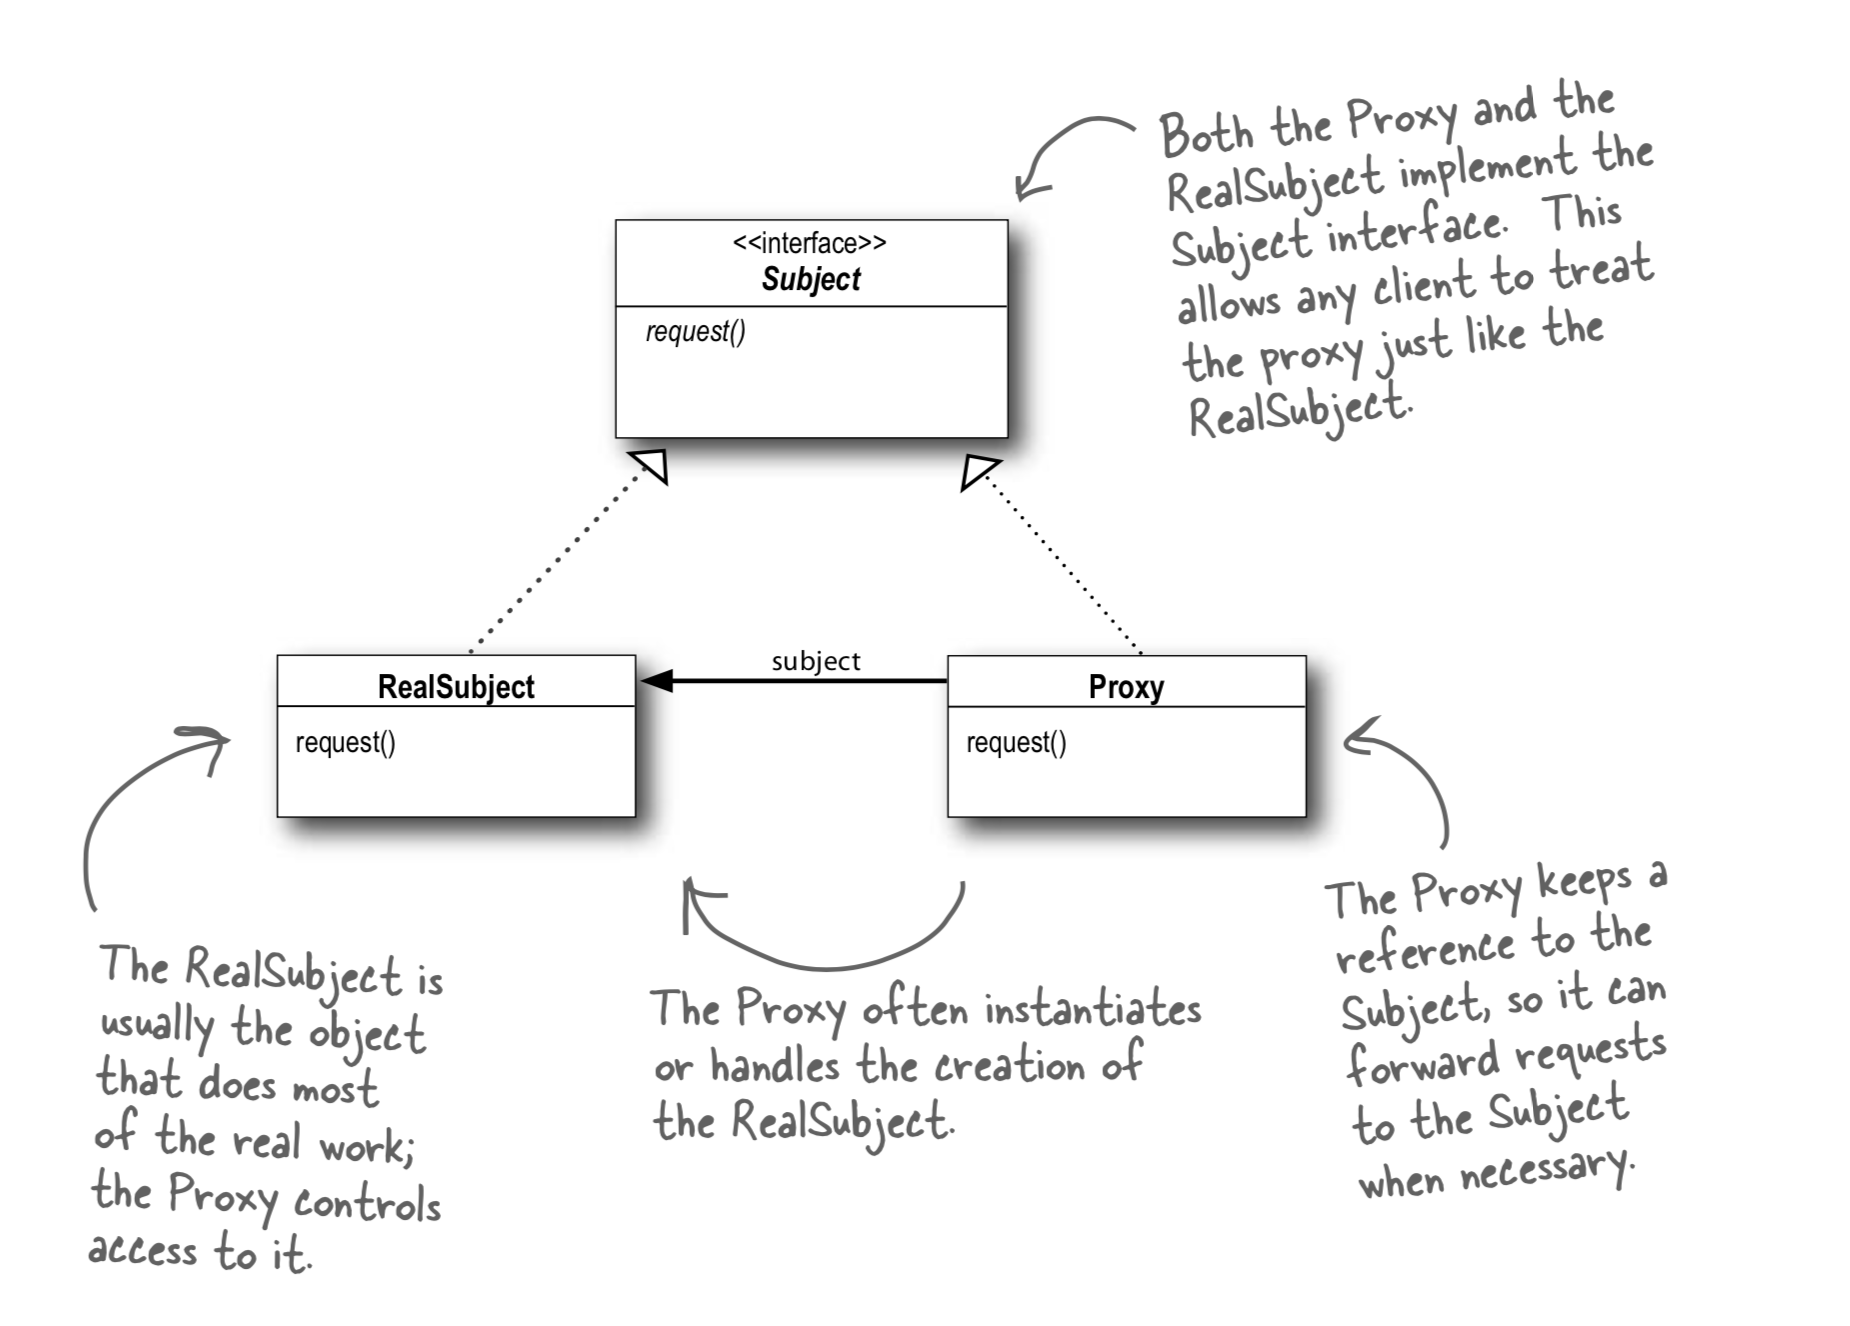 Both the Proxy and the
RealSubject implement the
Subject interface. This
allows any client to treat
the proxy just like the
RealSubject.
<<interface>>
Subject
request()
subject
RealSubject
request()
Proxy
request()
The RealSubject is
usually the object
that does most
of the real work;
the Proxy controls
access to it.
The Proxy often instantiates
or handles the creation of
the RealSubject.
The Proxy keeps a
reference to the
Subject, so it can
forward requests
to the Subject
when necessary.